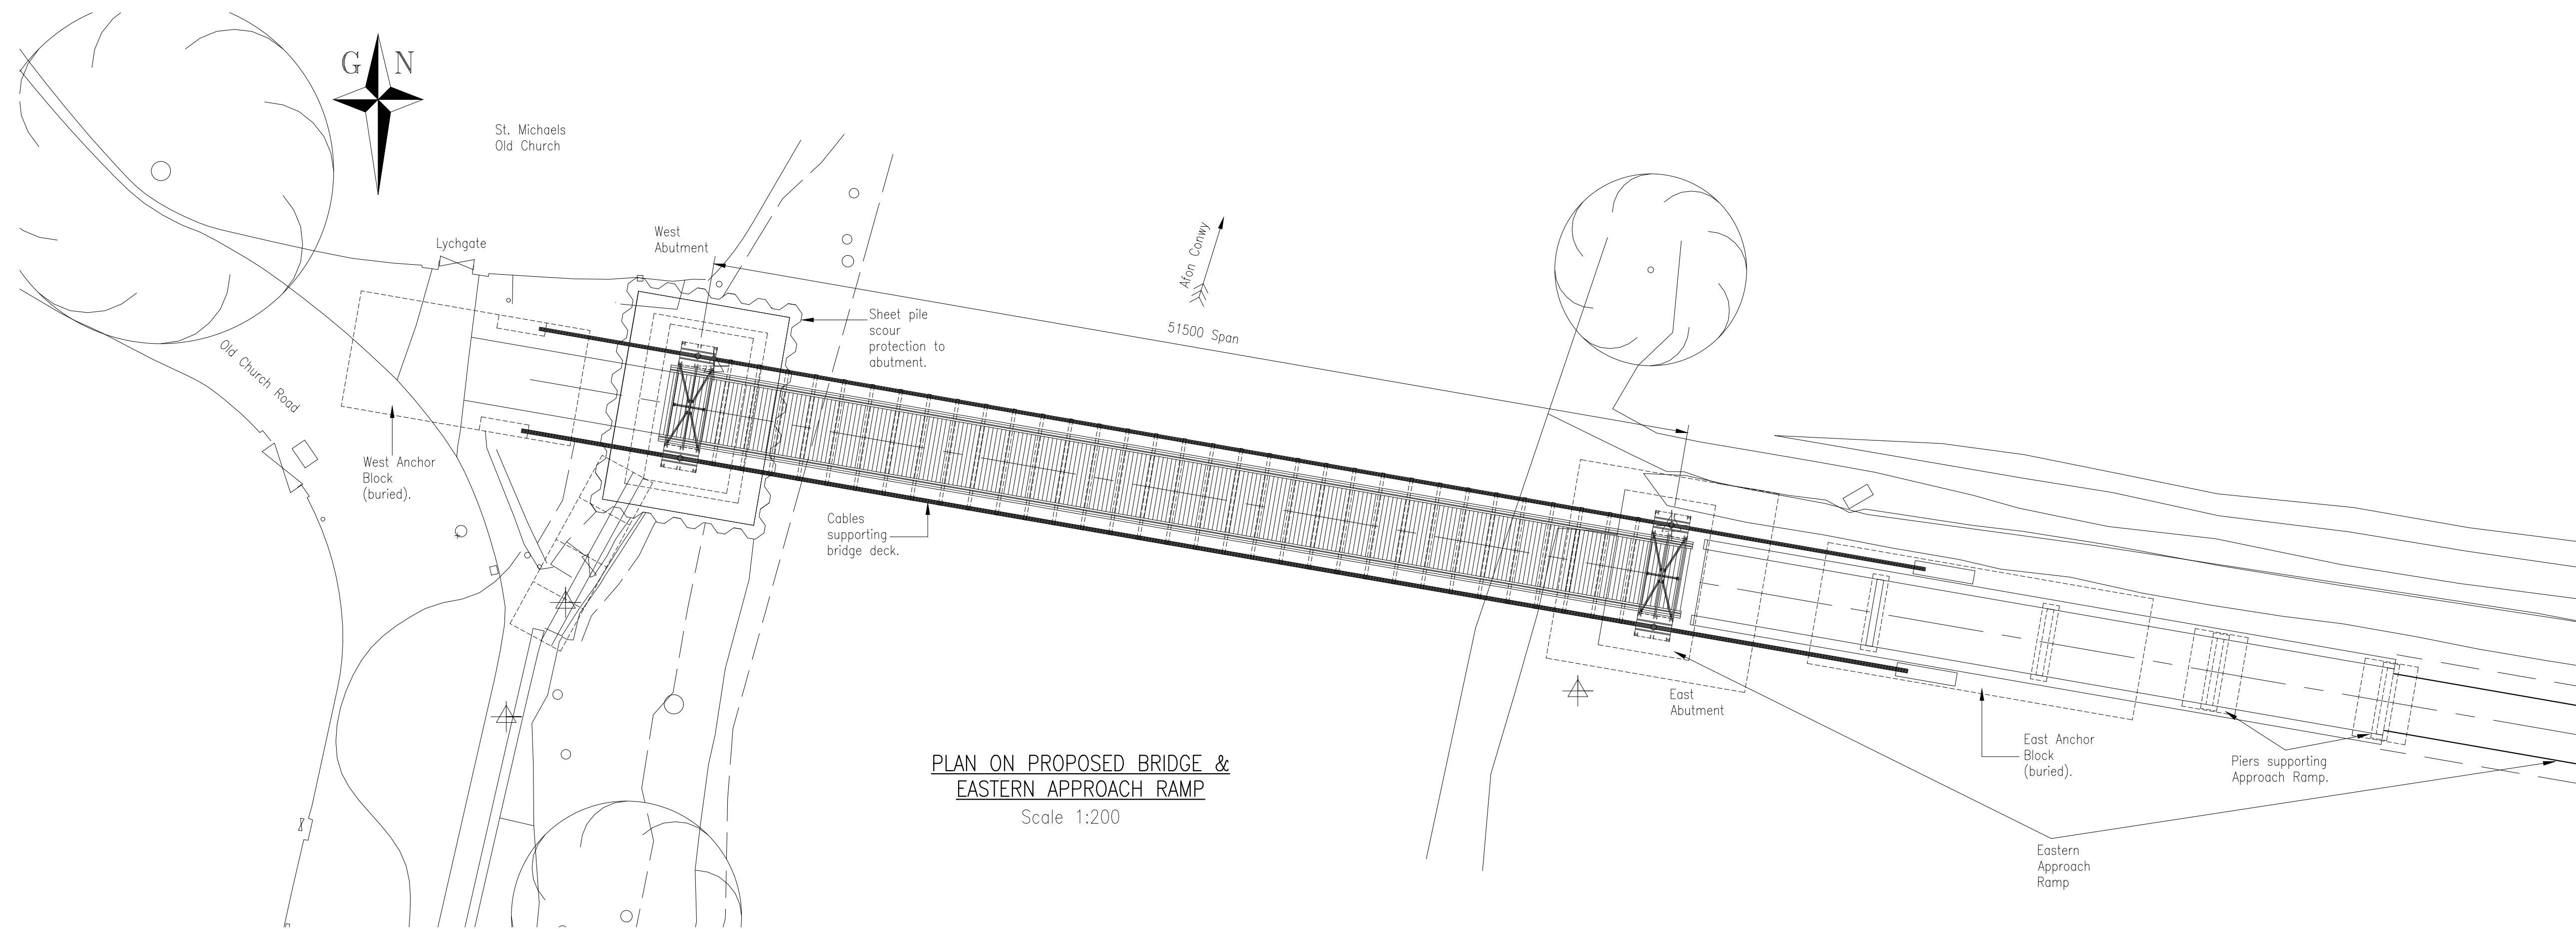 G N
St. Michaels
Old Church
Lychgate
West
Abutment
Afon Conwy
51500 Span
Sheet pile
scour
protection to
abutment.
Old Church Road
West Anchor
Block
(buried).
Cables
supporting
bridge deck.
East
Abutment
East Anchor
Block
(buried).
Piers supporting
Approach Ramp.
PLAN ON PROPOSED BRIDGE &
EASTERN APPROACH RAMP
Scale 1:200
Eastern
Approach
Ramp